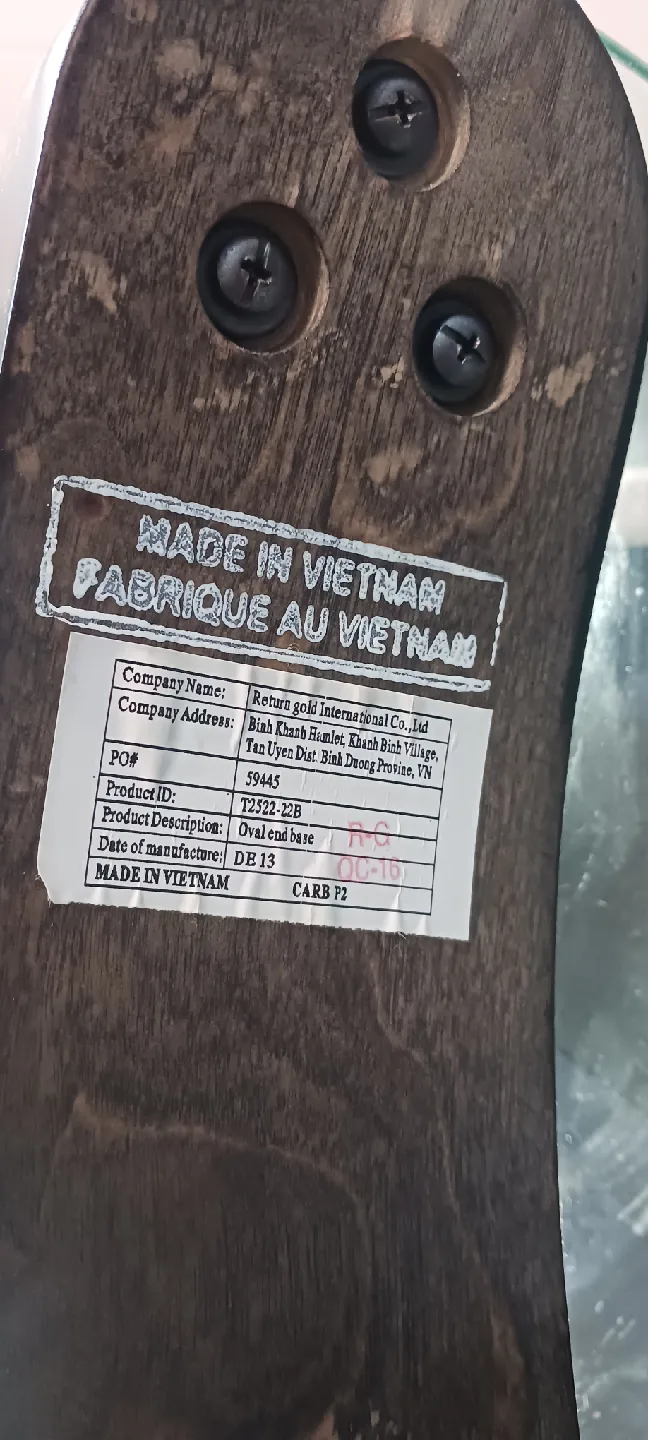 MADE IN VIETNAM
FABRIQUE AU VIETNAM
Company Name: Return gold International Co.,Ltd
Company Address: Binh Khanh Hamlet, Khanh Binh Village,
Tan Uyen Dist. Binh Duong Provine, VN
PO# 59445
Product ID: T2522-22B
Product Description: Oval end base
R-G
Date of manufacture: DE 13
QC-16
MADE IN VIETNAM CARB P2